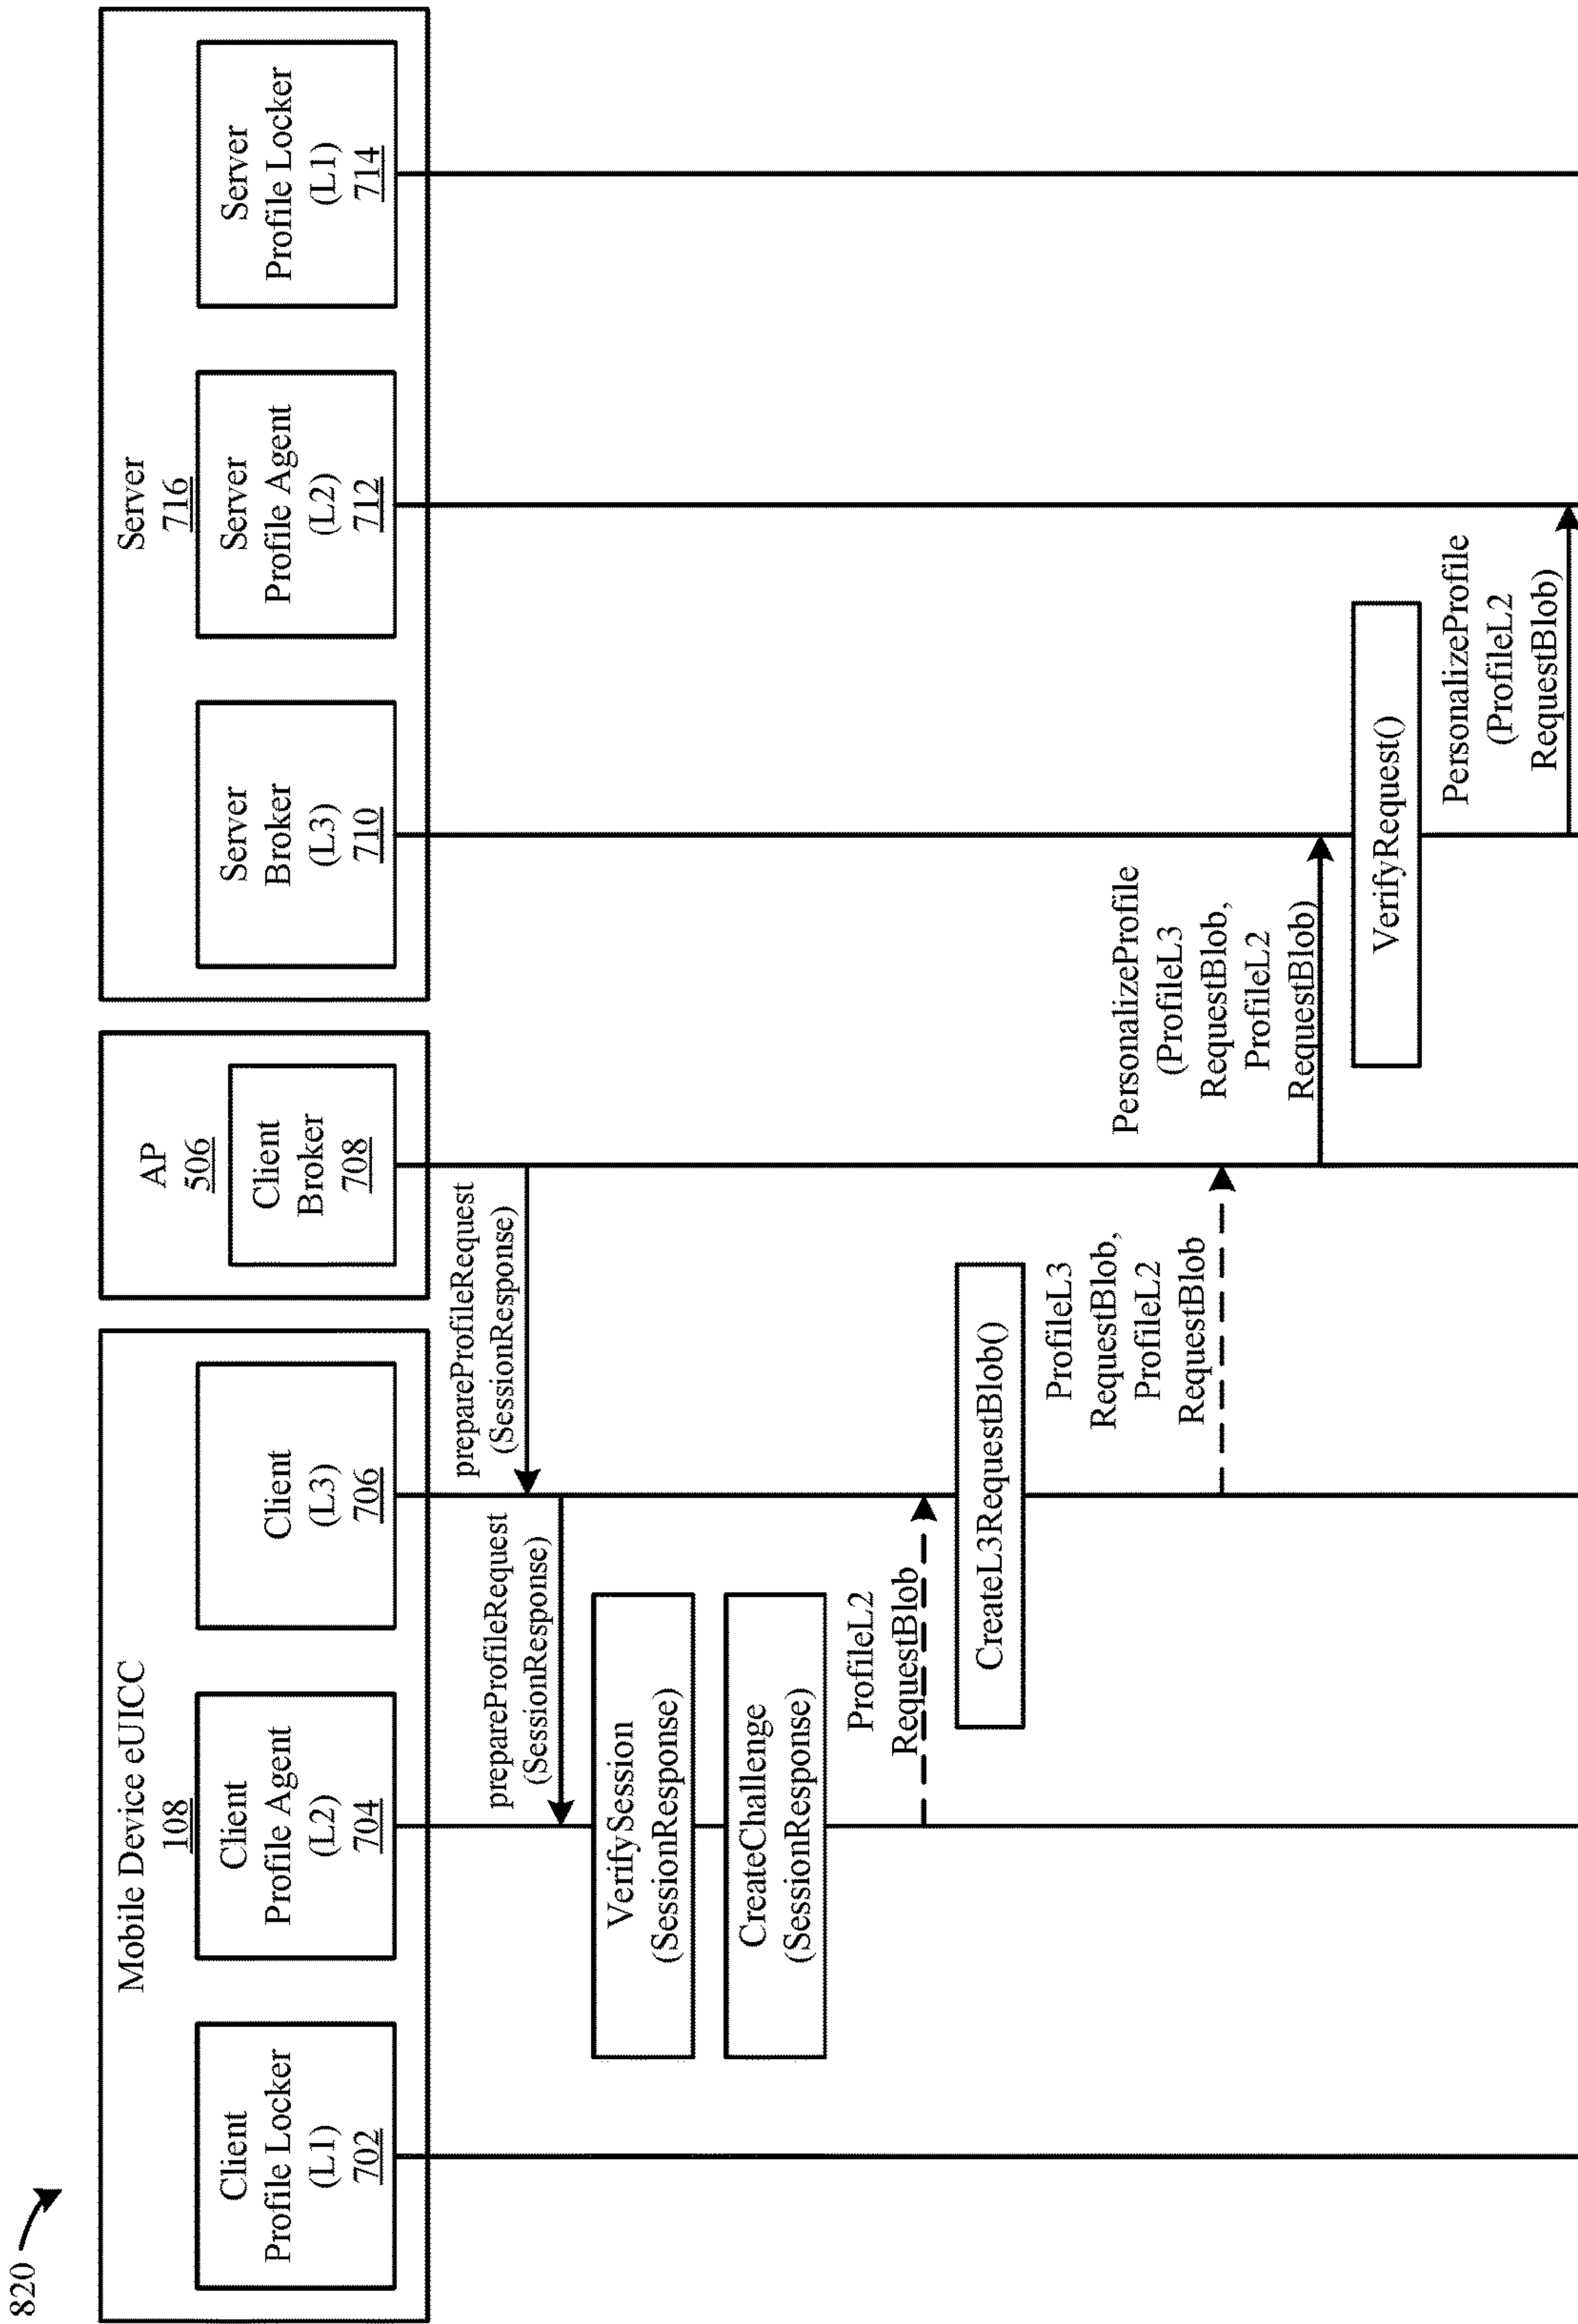 820
Mobile Device eUICC
108
Client
Profile Locker
(L1)
702
Client
Profile Agent
(L2)
704
Client
(L3)
706
AP
506
Client
Broker
708
Server
716
Server
Broker
(L3)
710
Server
Profile Agent
(L2)
712
Server
Profile Locker
(L1)
714
prepareProfileRequest
(SessionResponse)
prepareProfileRequest
(SessionResponse)
VerifySession
(SessionResponse)
CreateChallenge
(SessionResponse)
ProfileL2
RequestBlob
CreateL3RequestBlob()
ProfileL3
RequestBlob,
ProfileL2
RequestBlob
PersonalizeProfile
(ProfileL3
RequestBlob,
ProfileL2
RequestBlob)
VerifyRequest()
PersonalizeProfile
(ProfileL2
RequestBlob)